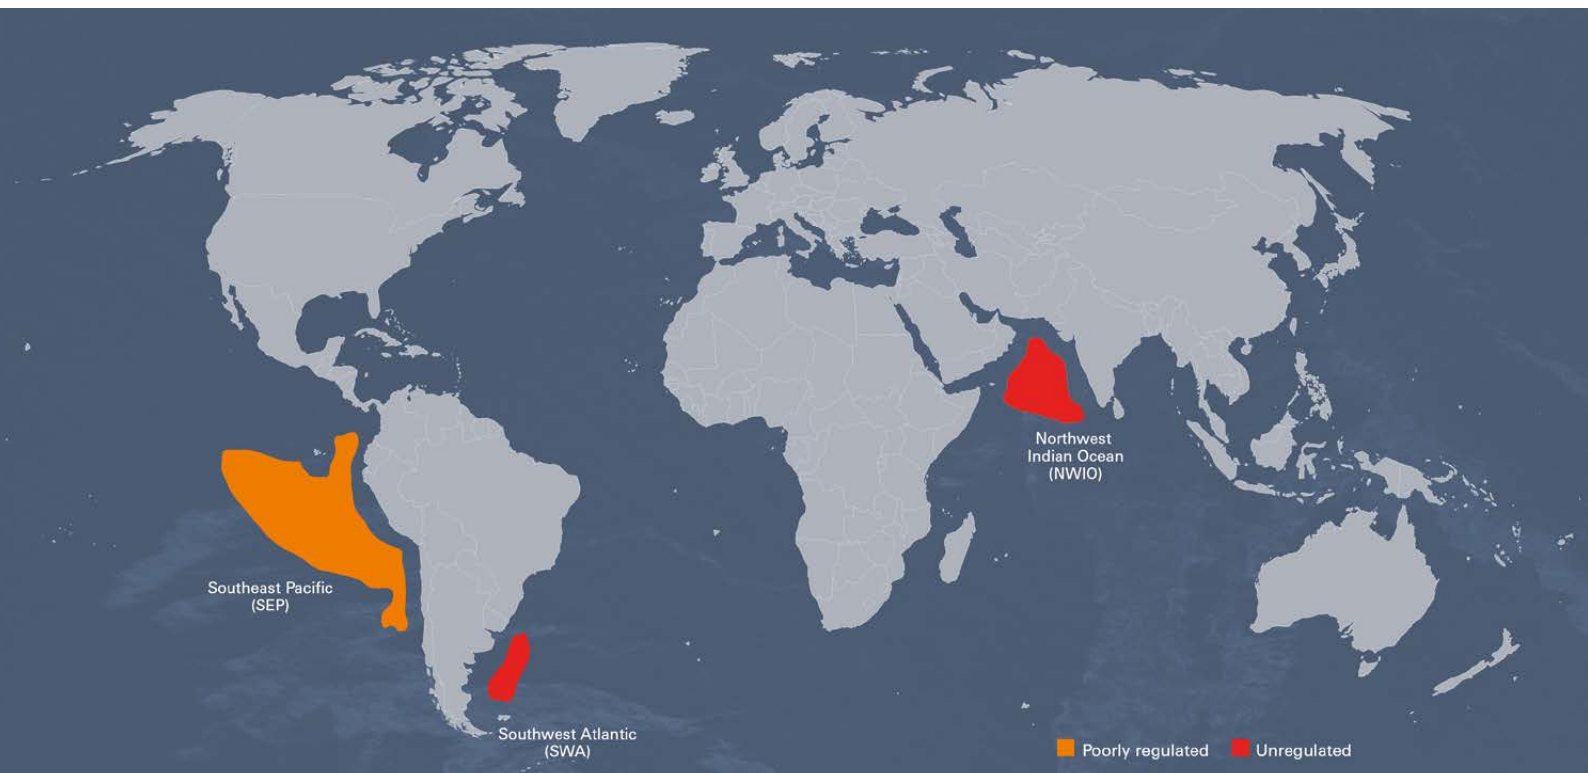 Northwest
Indian Ocean
(NWIO)
Southeast Pacific
(SEP)
Southwest Atlantic
(SWA)
Poorly regulated
Unregulated